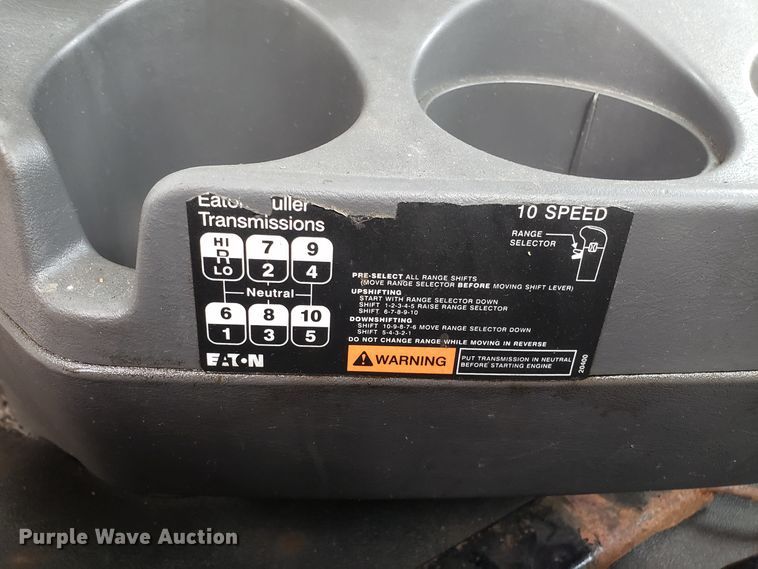 Transmissions
10 SPEED
RANGE
SELECTOR
HI 7 9
R
LO 2 4
Neutral
6 8 10
1 3 5
EATON
PRE-SELECT ALL RANGE SHIFTS
(MOVE RANGE SELECTOR BEFORE MOVING SHIFT LEVER)
UPSHIFTING
START WITH RANGE SELECTOR DOWN
SHIFT 1-2-3-4-5 RAISE RANGE SELECTOR
SHIFT 6-7-8-9-10
DOWNSHIFTING
SHIFT 10-9-8-7-6 MOVE RANGE SELECTOR DOWN
SHIFT 5-4-3-2-1
DO NOT CHANGE RANGE WHILE MOVING IN REVERSE
WARNING
PUT TRANSMISSION IN NEUTRAL
BEFORE STARTING ENGINE
20400
Purple Wave Auction